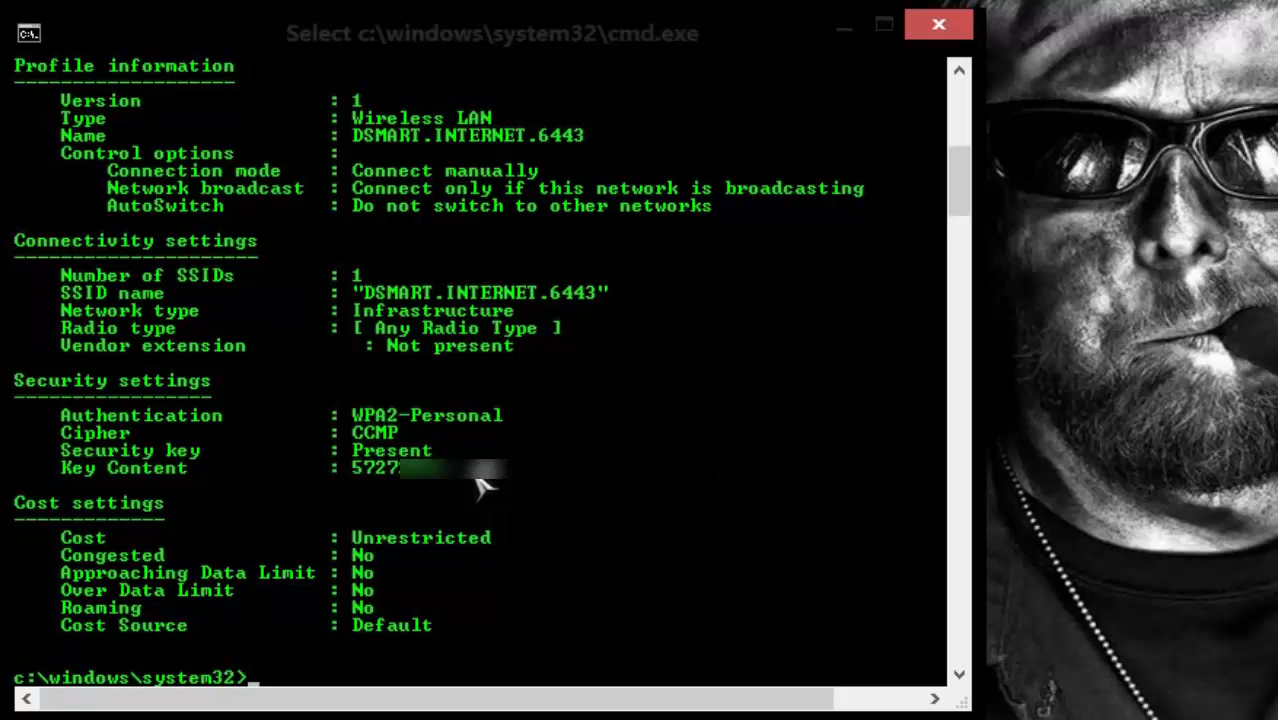 Select c:\windows\system32\cmd.exe
Profile information
-------------------
Version : 1
Type : Wireless LAN
Name : DSMART.INTERNET.6443
Control options :
Connection mode : Connect manually
Network broadcast : Connect only if this network is broadcasting
AutoSwitch : Do not switch to other networks
Connectivity settings
---------------------
Number of SSIDs : 1
SSID name : "DSMART.INTERNET.6443"
Network type : Infrastructure
Radio type : [ Any Radio Type ]
Vendor extension : Not present
Security settings
-----------------
Authentication : WPA2-Personal
Cipher : CCMP
Security key : Present
Key Content :
Cost settings
-------------
Cost : Unrestricted
Congested : No
Approaching Data Limit : No
Over Data Limit : No
Roaming : No
Cost Source : Default
c:\windows\system32>_